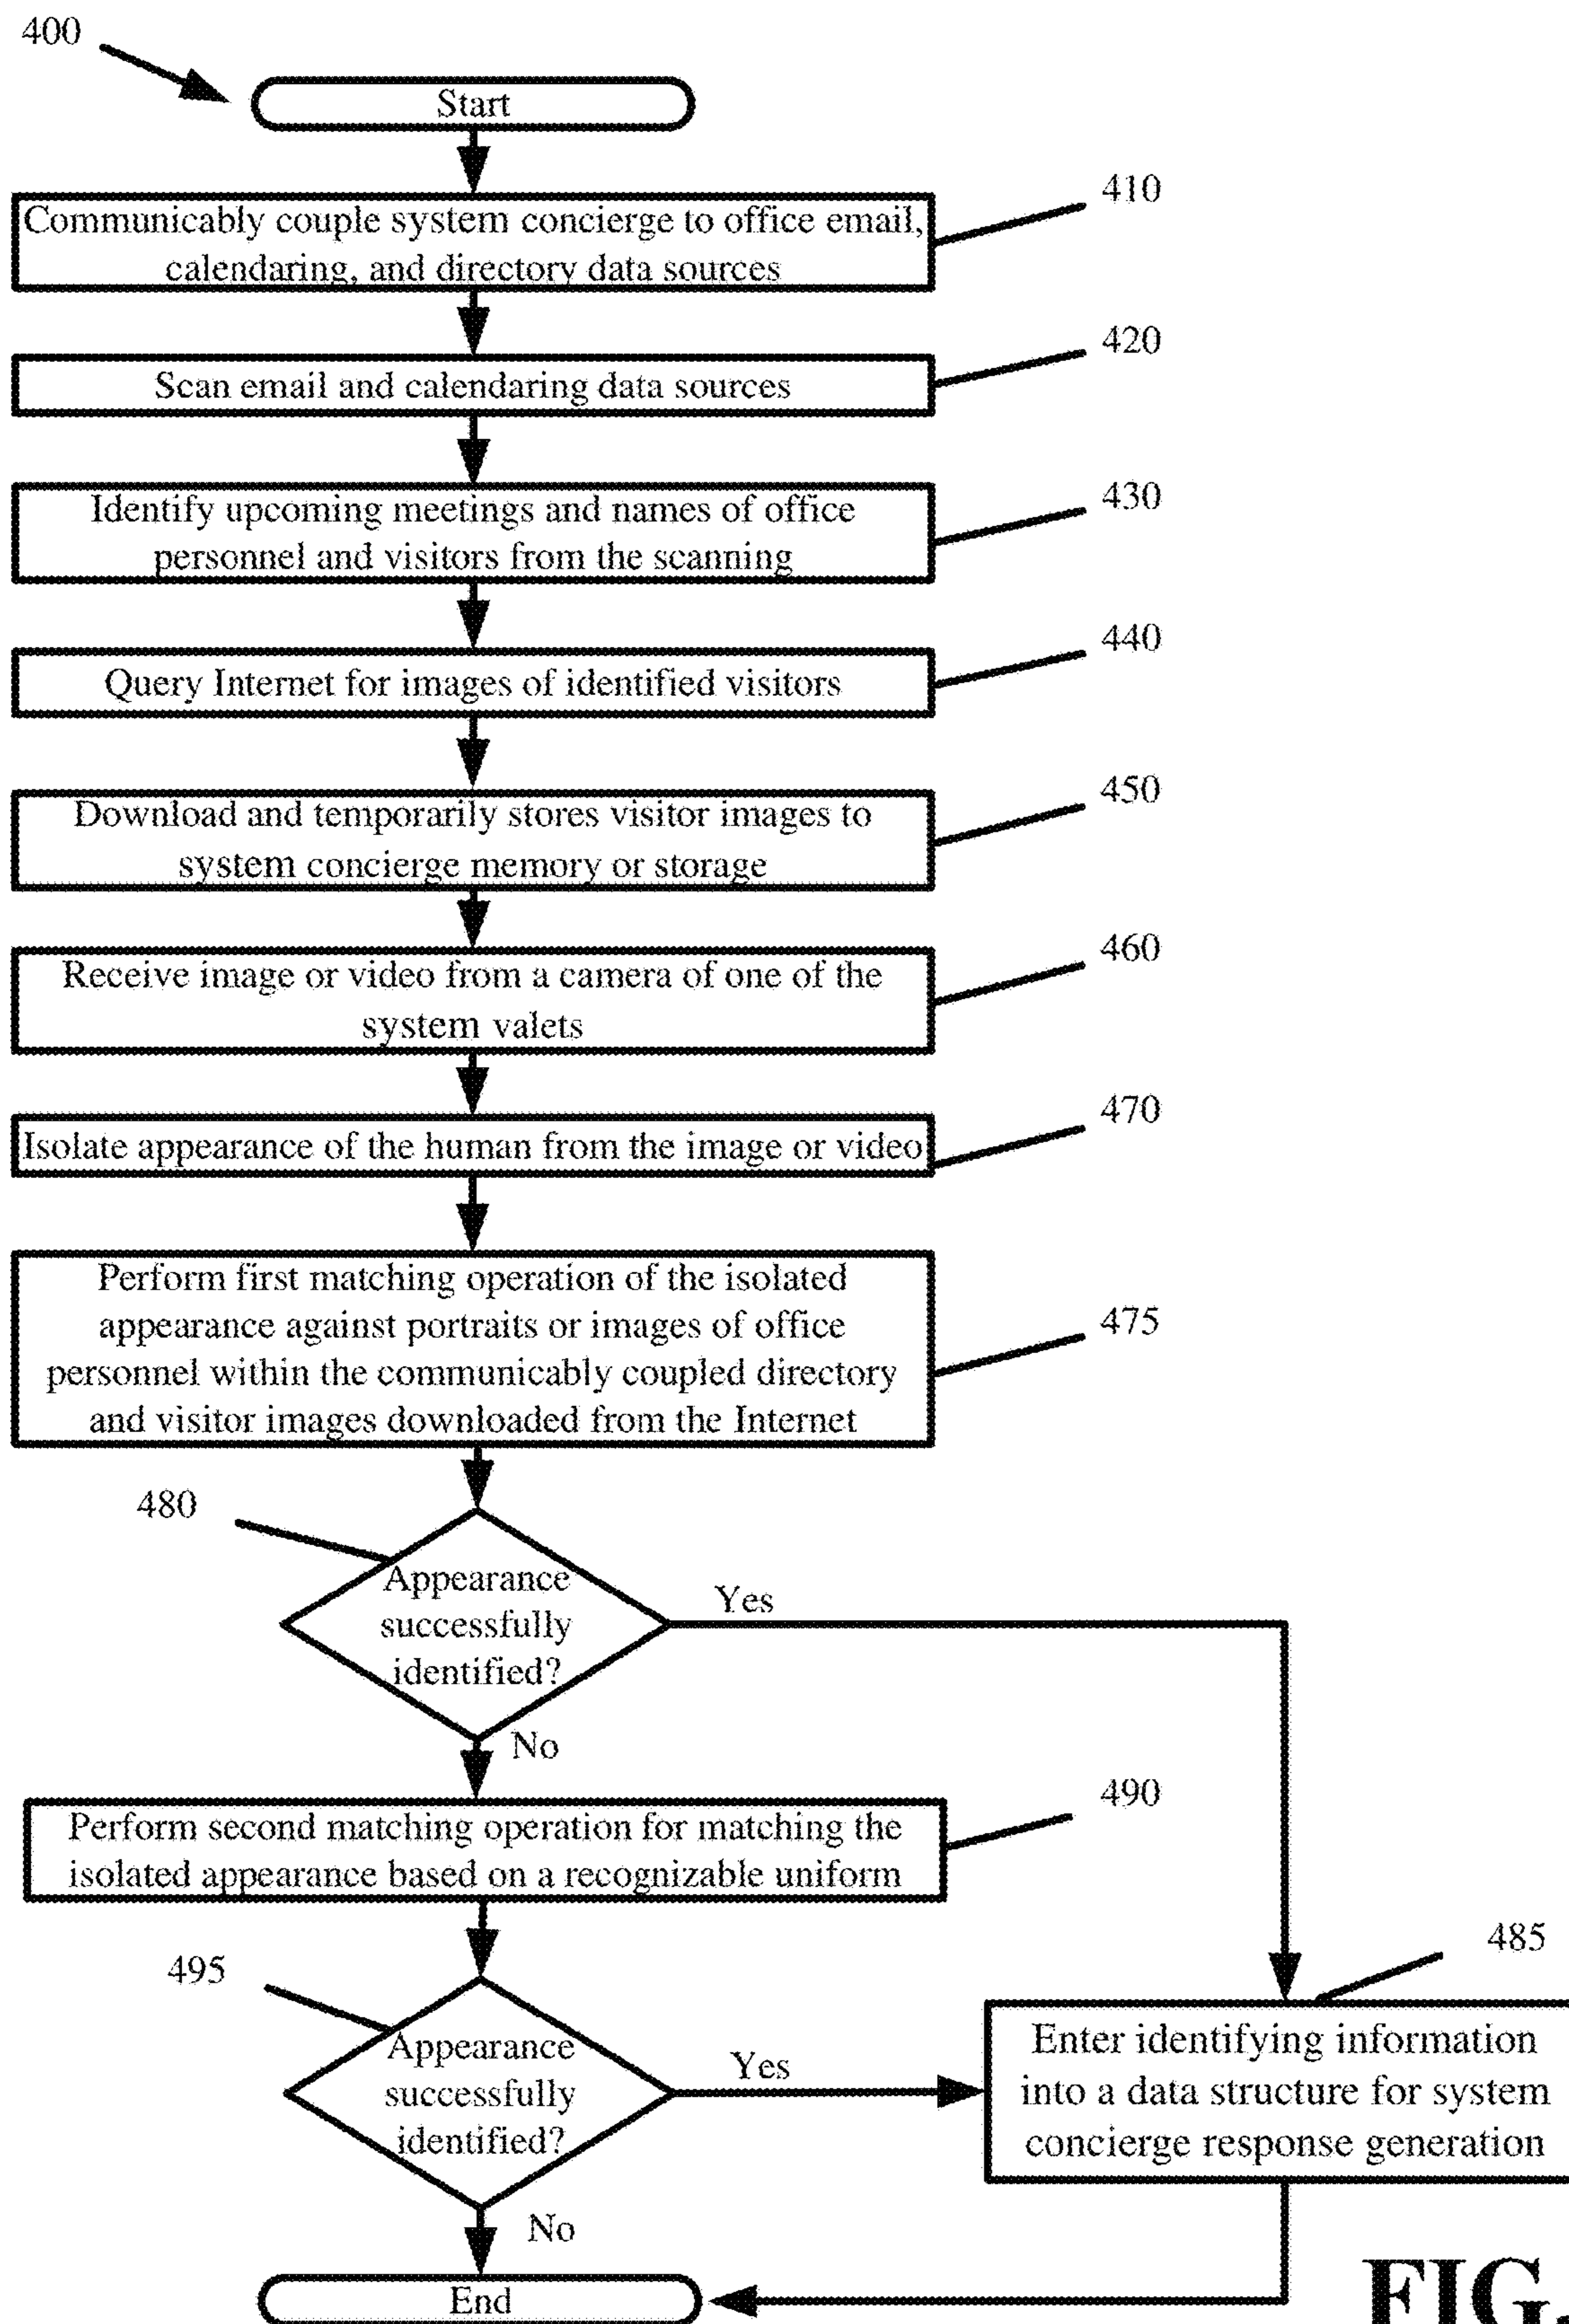 400
Start
410
Communicably couple system concierge to office email,
calendaring, and directory data sources
420
Scan email and calendaring data sources
430
Identify upcoming meetings and names of office
personnel and visitors from the scanning
440
Query Internet for images of identified visitors
450
Download and temporarily stores visitor images to
system concierge memory or storage
460
Receive image or video from a camera of one of the
system valets
470
Isolate appearance of the human from the image or video
Perform first matching operation of the isolated
appearance against portraits or images of office
475
personnel within the communicably coupled directory
and visitor images downloaded from the Internet
480
Appearance
successfully
identified?
Yes
No
490
Perform second matching operation for matching the
isolated appearance based on a recognizable uniform
485
495
Appearance
successfully
identified?
Yes
Enter identifying information
into a data structure for system
concierge response generation
No
End
FIG.